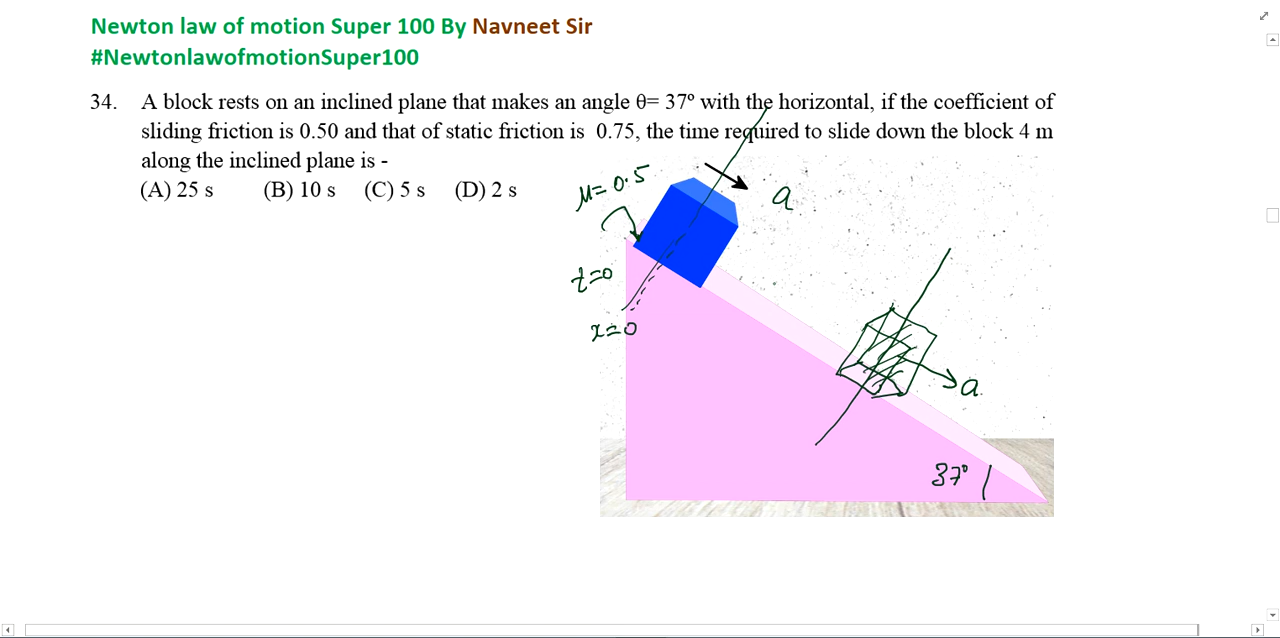 Newton law of motion Super 100 By Navneet Sir
#NewtonlawofmotionSuper100
34. A block rests on an inclined plane that makes an angle θ= 37º with the horizontal, if the coefficient of
sliding friction is 0.50 and that of static friction is 0.75, the time required to slide down the block 4 m
along the inclined plane is -
(A) 25 s (B) 10 s (C) 5 s (D) 2 s
μ= 0.5
a
t=0
x=0
a
37º